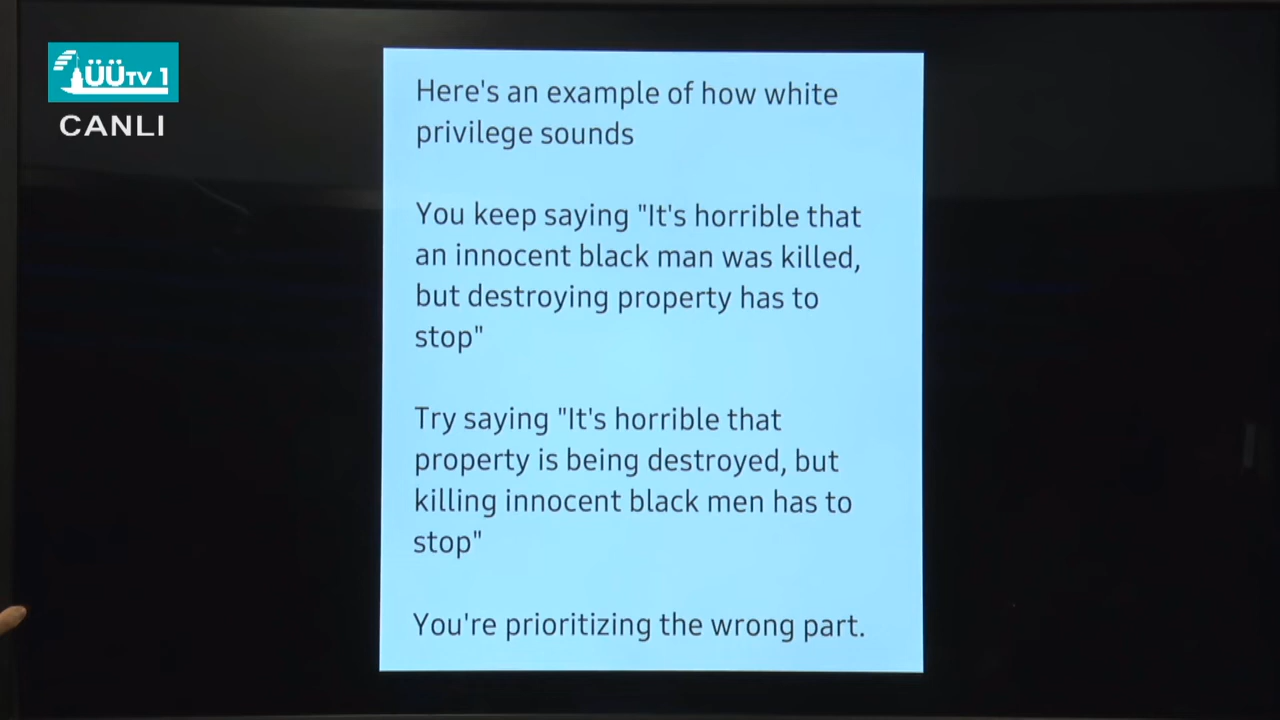 ÜÜTV 1
CANLI
Here's an example of how white
privilege sounds
You keep saying "It's horrible that
an innocent black man was killed,
but destroying property has to
stop"
Try saying "It's horrible that
property is being destroyed, but
killing innocent black men has to
stop"
You're prioritizing the wrong part.